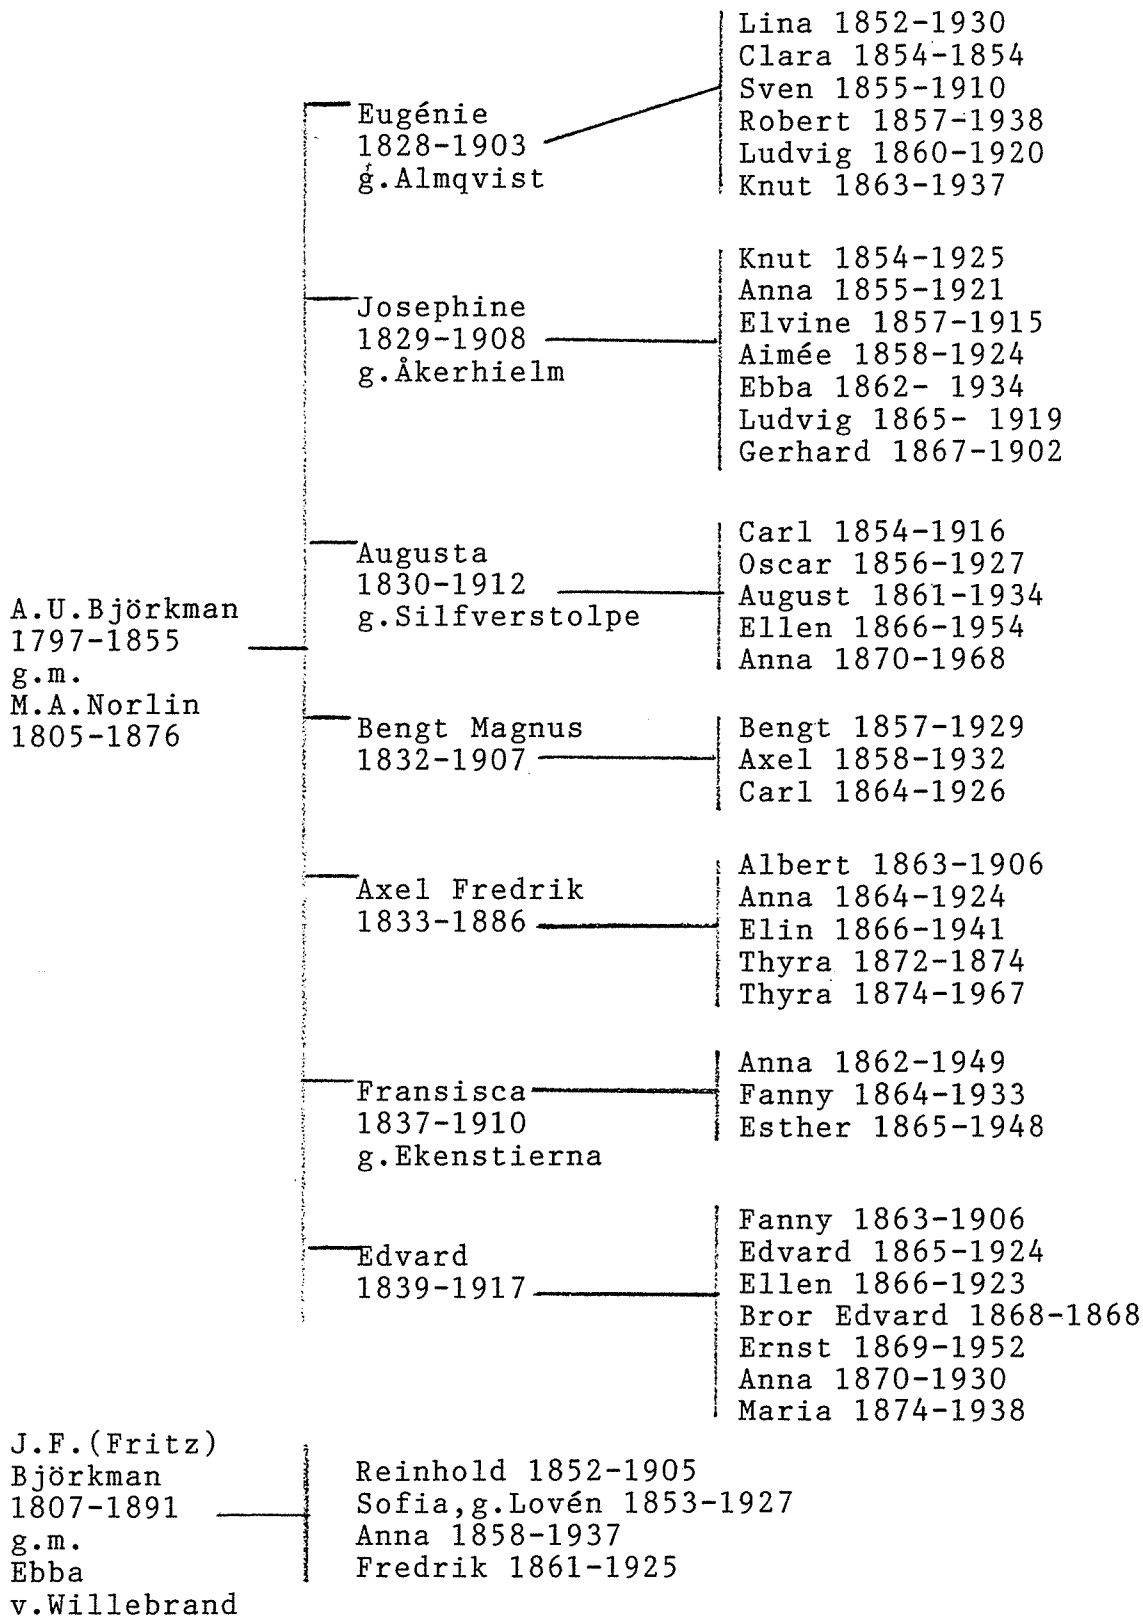 A.U.Björkman
1797-1855
g.m.
M.A.Norlin
1805-1876
Eugénie
1828-1903
g.Almqvist
Lina 1852-1930
Clara 1854-1854
Sven 1855-1910
Robert 1857-1938
Ludvig 1860-1920
Knut 1863-1937
Josephine
1829-1908
g.Åkerhielm
Knut 1854-1925
Anna 1855-1921
Elvine 1857-1915
Aimée 1858-1924
Ebba 1862- 1934
Ludvig 1865- 1919
Gerhard 1867-1902
Augusta
1830-1912
g.Silfverstolpe
Carl 1854-1916
Oscar 1856-1927
August 1861-1934
Ellen 1866-1954
Anna 1870-1968
Bengt Magnus
1832-1907
Bengt 1857-1929
Axel 1858-1932
Carl 1864-1926
Axel Fredrik
1833-1886
Albert 1863-1906
Anna 1864-1924
Elin 1866-1941
Thyra 1872-1874
Thyra 1874-1967
Fransisca
1837-1910
g.Ekenstierna
Anna 1862-1949
Fanny 1864-1933
Esther 1865-1948
Edvard
1839-1917
Fanny 1863-1906
Edvard 1865-1924
Ellen 1866-1923
Bror Edvard 1868-1868
Ernst 1869-1952
Anna 1870-1930
Maria 1874-1938
J.F.(Fritz)
Björkman
1807-1891
g.m.
Ebba
v.Willebrand
Reinhold 1852-1905
Sofia,g.Lovén 1853-1927
Anna 1858-1937
Fredrik 1861-1925